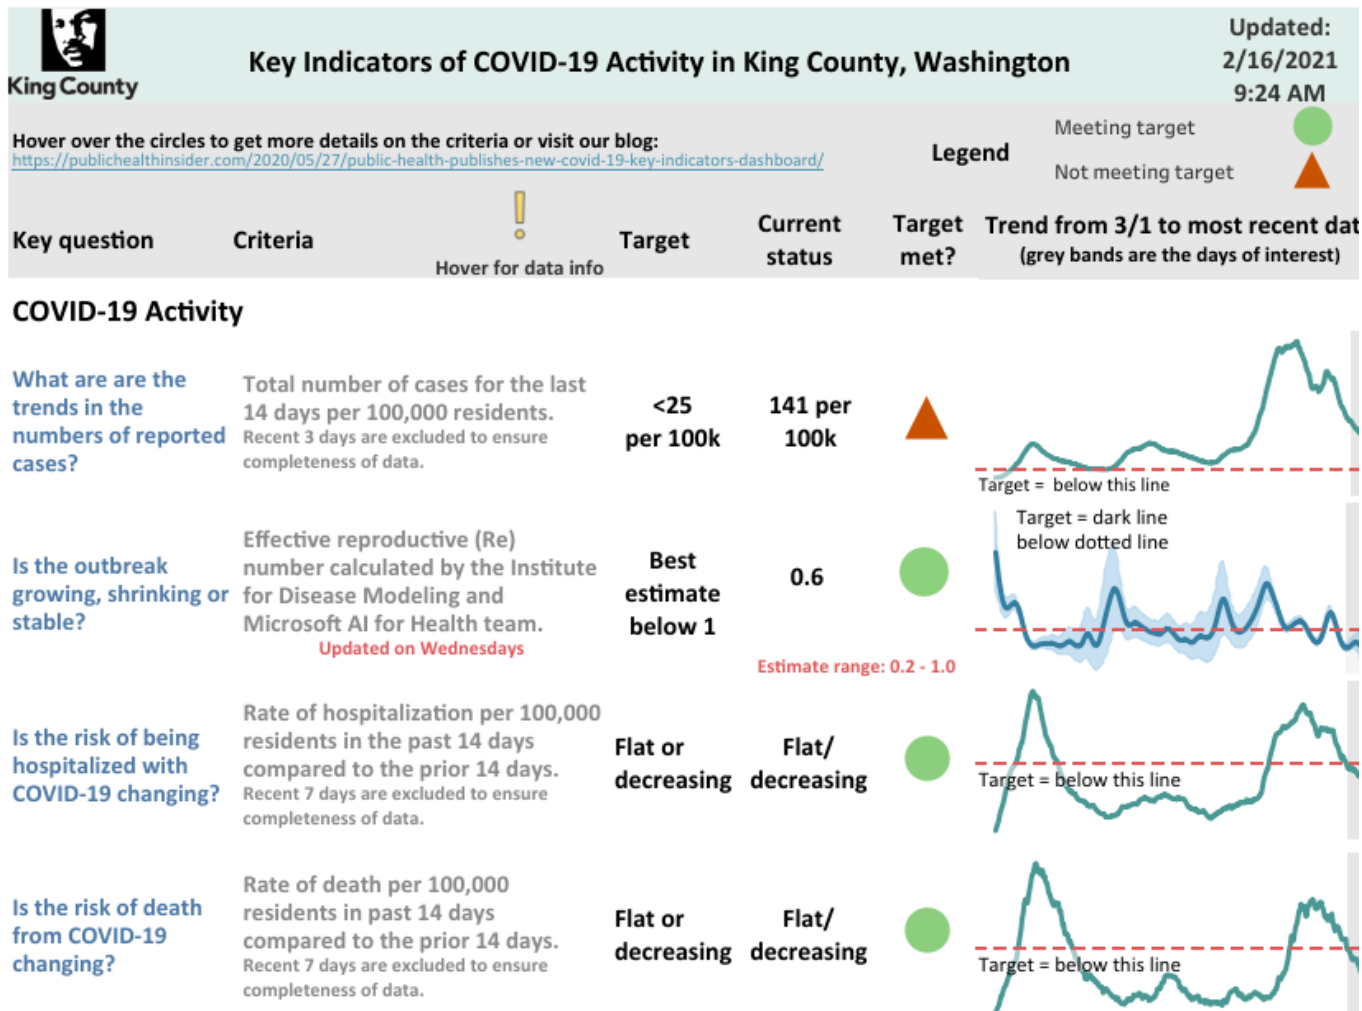 King County
Key Indicators of COVID-19 Activity in King County, Washington
Updated:
2/16/2021
9:24 AM
Hover over the circles to get more details on the criteria or visit our blog:
https://publichealthinsider.com/2020/05/27/public-health-publishes-new-covid-19-key-indicators-dashboard/
Legend
Meeting target
Not meeting target
Key question
Criteria
!
Hover for data info
Target
Current
status
Target
met?
Trend from 3/1 to most recent dat
(grey bands are the days of interest)
COVID-19 Activity
What are are the
trends in the
numbers of reported
cases?
Total number of cases for the last
14 days per 100,000 residents.
Recent 3 days are excluded to ensure
completeness of data.
<25
per 100k
141 per
100k
Target = below this line
Is the outbreak
growing, shrinking or
stable?
Effective reproductive (Re)
number calculated by the Institute
for Disease Modeling and
Microsoft AI for Health team.
Updated on Wednesdays
Best
estimate
below 1
0.6
Estimate range: 0.2 - 1.0
Target = dark line
below dotted line
Is the risk of being
hospitalized with
COVID-19 changing?
Rate of hospitalization per 100,000
residents in the past 14 days
compared to the prior 14 days.
Recent 7 days are excluded to ensure
completeness of data.
Flat or
decreasing
Flat/
decreasing
Target = below this line
Is the risk of death
from COVID-19
changing?
Rate of death per 100,000
residents in past 14 days
compared to the prior 14 days.
Recent 7 days are excluded to ensure
completeness of data.
Flat or
decreasing
Flat/
decreasing
Target = below this line